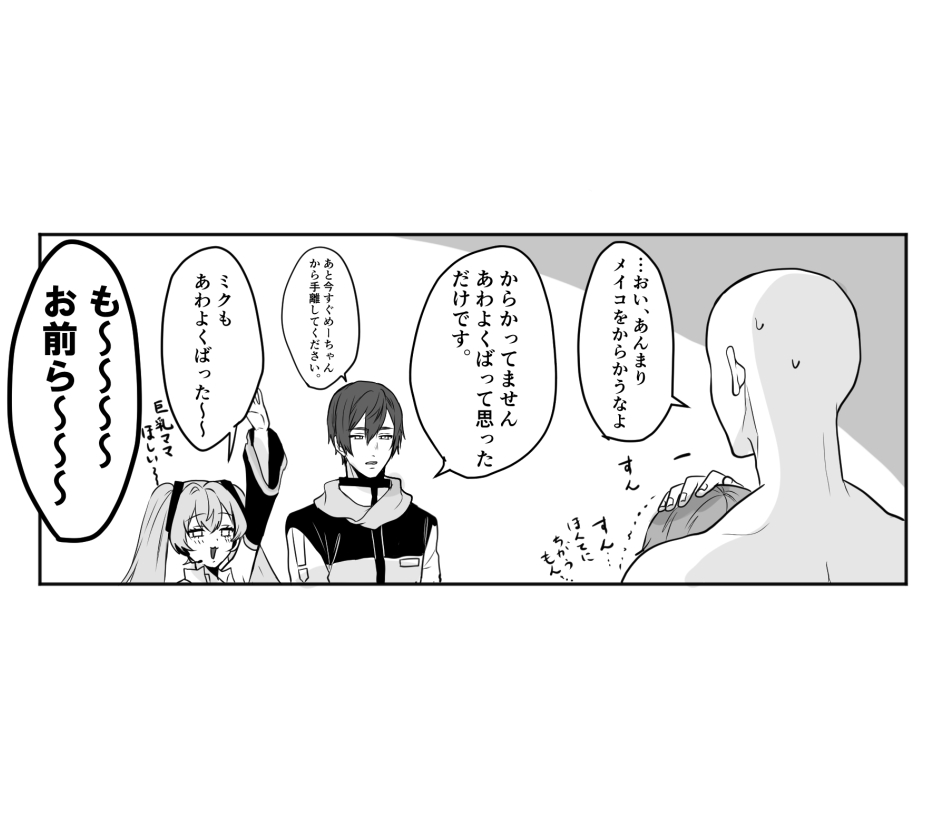 …おい、あんまり
メイコをからかうなよ
すん
すん…
ほんてに
ちがう
もん…
からかってません
あわよくばって思った
だけです。
あと今すぐめーちゃん
から手離してください。
ミクも
あわよくばった〜〜
巨乳ママ
ほしい〜
も〜〜〜〜〜
お前ら〜〜〜〜